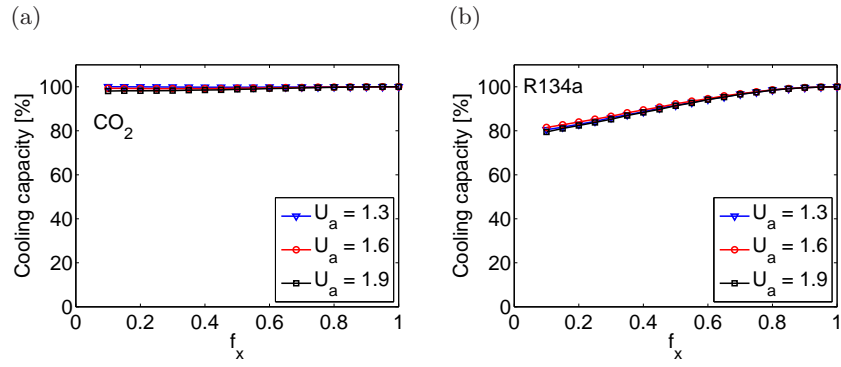 (a)
Cooling capacity [%]
100
80
60
40
20
0
CO2
U_a = 1.3
U_a = 1.6
U_a = 1.9
0 0.2 0.4 0.6 0.8 1
f_x
(b)
Cooling capacity [%]
100
80
60
40
20
0
R134a
U_a = 1.3
U_a = 1.6
U_a = 1.9
0 0.2 0.4 0.6 0.8 1
f_x